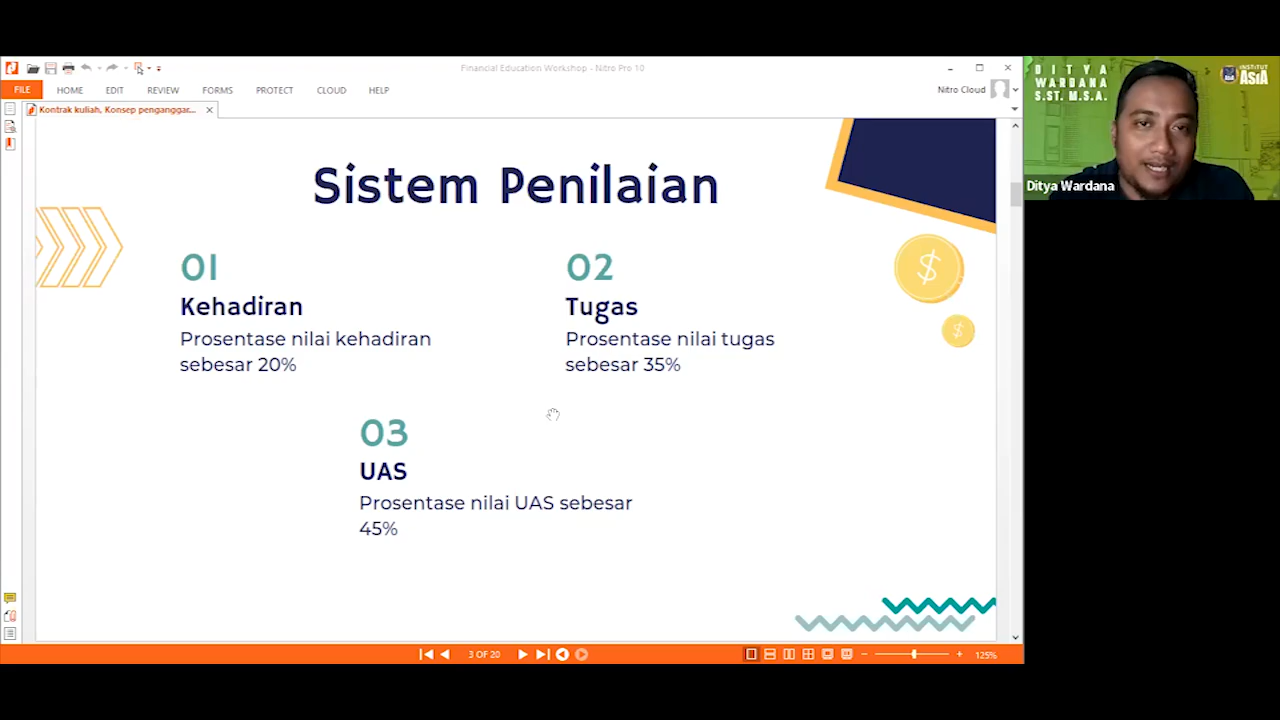 Financial Education Workshop - Nitro Pro 10
FILE
HOME
EDIT
REVIEW
FORMS
PROTECT
CLOUD
HELP
Nitro Cloud
Kontrak kuliah, Konsep penganggar...
Sistem Penilaian
01
Kehadiran
Prosentase nilai kehadiran
sebesar 20%
02
Tugas
Prosentase nilai tugas
sebesar 35%
03
UAS
Prosentase nilai UAS sebesar
45%
$
$
3 OF 20
125%
DITYA
WARDANA
S.ST. M.S.A.
INSTITUT
ASIA
Ditya Wardana